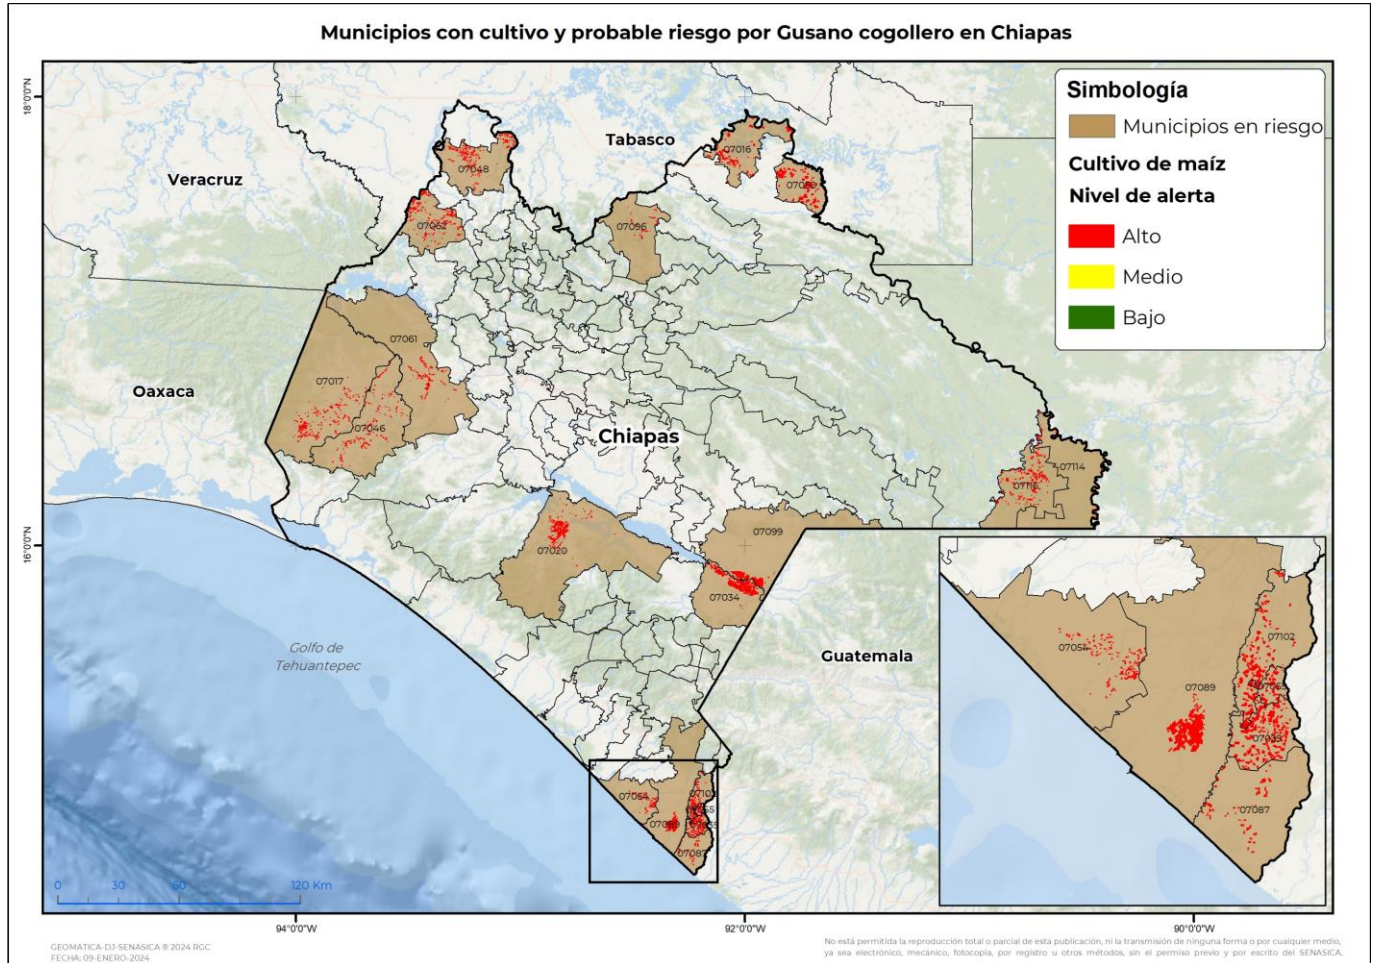 Municipios con cultivo y probable riesgo por Gusano cogollero en Chiapas
18°0'0"N
16°0'0"N
Simbología
Municipios en riesgo
Cultivo de maíz
Nivel de alerta
Alto
Medio
Bajo
Tabasco
Veracruz
Oaxaca
Chiapas
Guatemala
Golfo de
Tehuantepec
07048
07016
07062
07096
07061
07017
07046
07114
07099
07020
07034
07054
07089
07087
07102
07054
07089
07087
0 30 60 120 Km
94°0'0"W
92°0'0"W
90°0'0"W
GEOMATICA-DJ-SENASICA ® 2024 RGC
FECHA: 09-ENERO-2024
No está permitida la reproducción total o parcial de esta publicación, ni la transmisión de ninguna forma o por cualquier medio,
ya sea electrónico, mecánico, fotocopia, por registro u otros métodos, sin el permiso previo y por escrito del SENASICA.